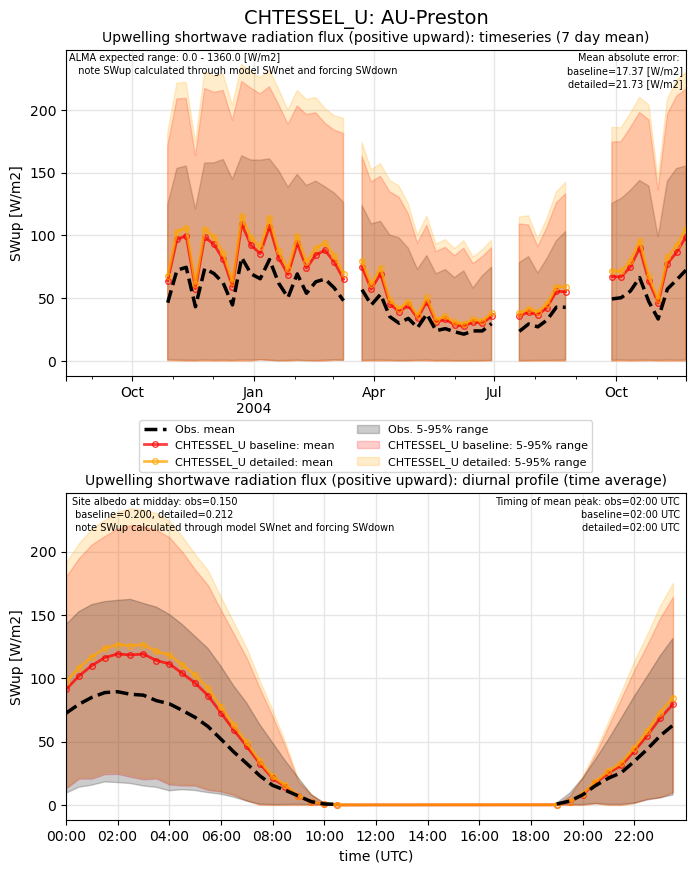 CHTESSEL_U: AU-Preston
Upwelling shortwave radiation flux (positive upward): timeseries (7 day mean)
ALMA expected range: 0.0 - 1360.0 [W/m2]
note SWup calculated through model SWnet and forcing SWdown
Mean absolute error:
baseline=17.37 [W/m2]
detailed=21.73 [W/m2]
SWup [W/m2]
200
150
100
50
0
Oct
Jan
2004
Apr
Jul
Oct
Obs. mean
CHTESSEL_U baseline: mean
CHTESSEL_U detailed: mean
Obs. 5-95% range
CHTESSEL_U baseline: 5-95% range
CHTESSEL_U detailed: 5-95% range
Upwelling shortwave radiation flux (positive upward): diurnal profile (time average)
Site albedo at midday: obs=0.150
baseline=0.200, detailed=0.212
note SWup calculated through model SWnet and forcing SWdown
Timing of mean peak: obs=02:00 UTC
baseline=02:00 UTC
detailed=02:00 UTC
SWup [W/m2]
200
150
100
50
0
00:00
02:00
04:00
06:00
08:00
10:00
12:00
14:00
16:00
18:00
20:00
22:00
time (UTC)